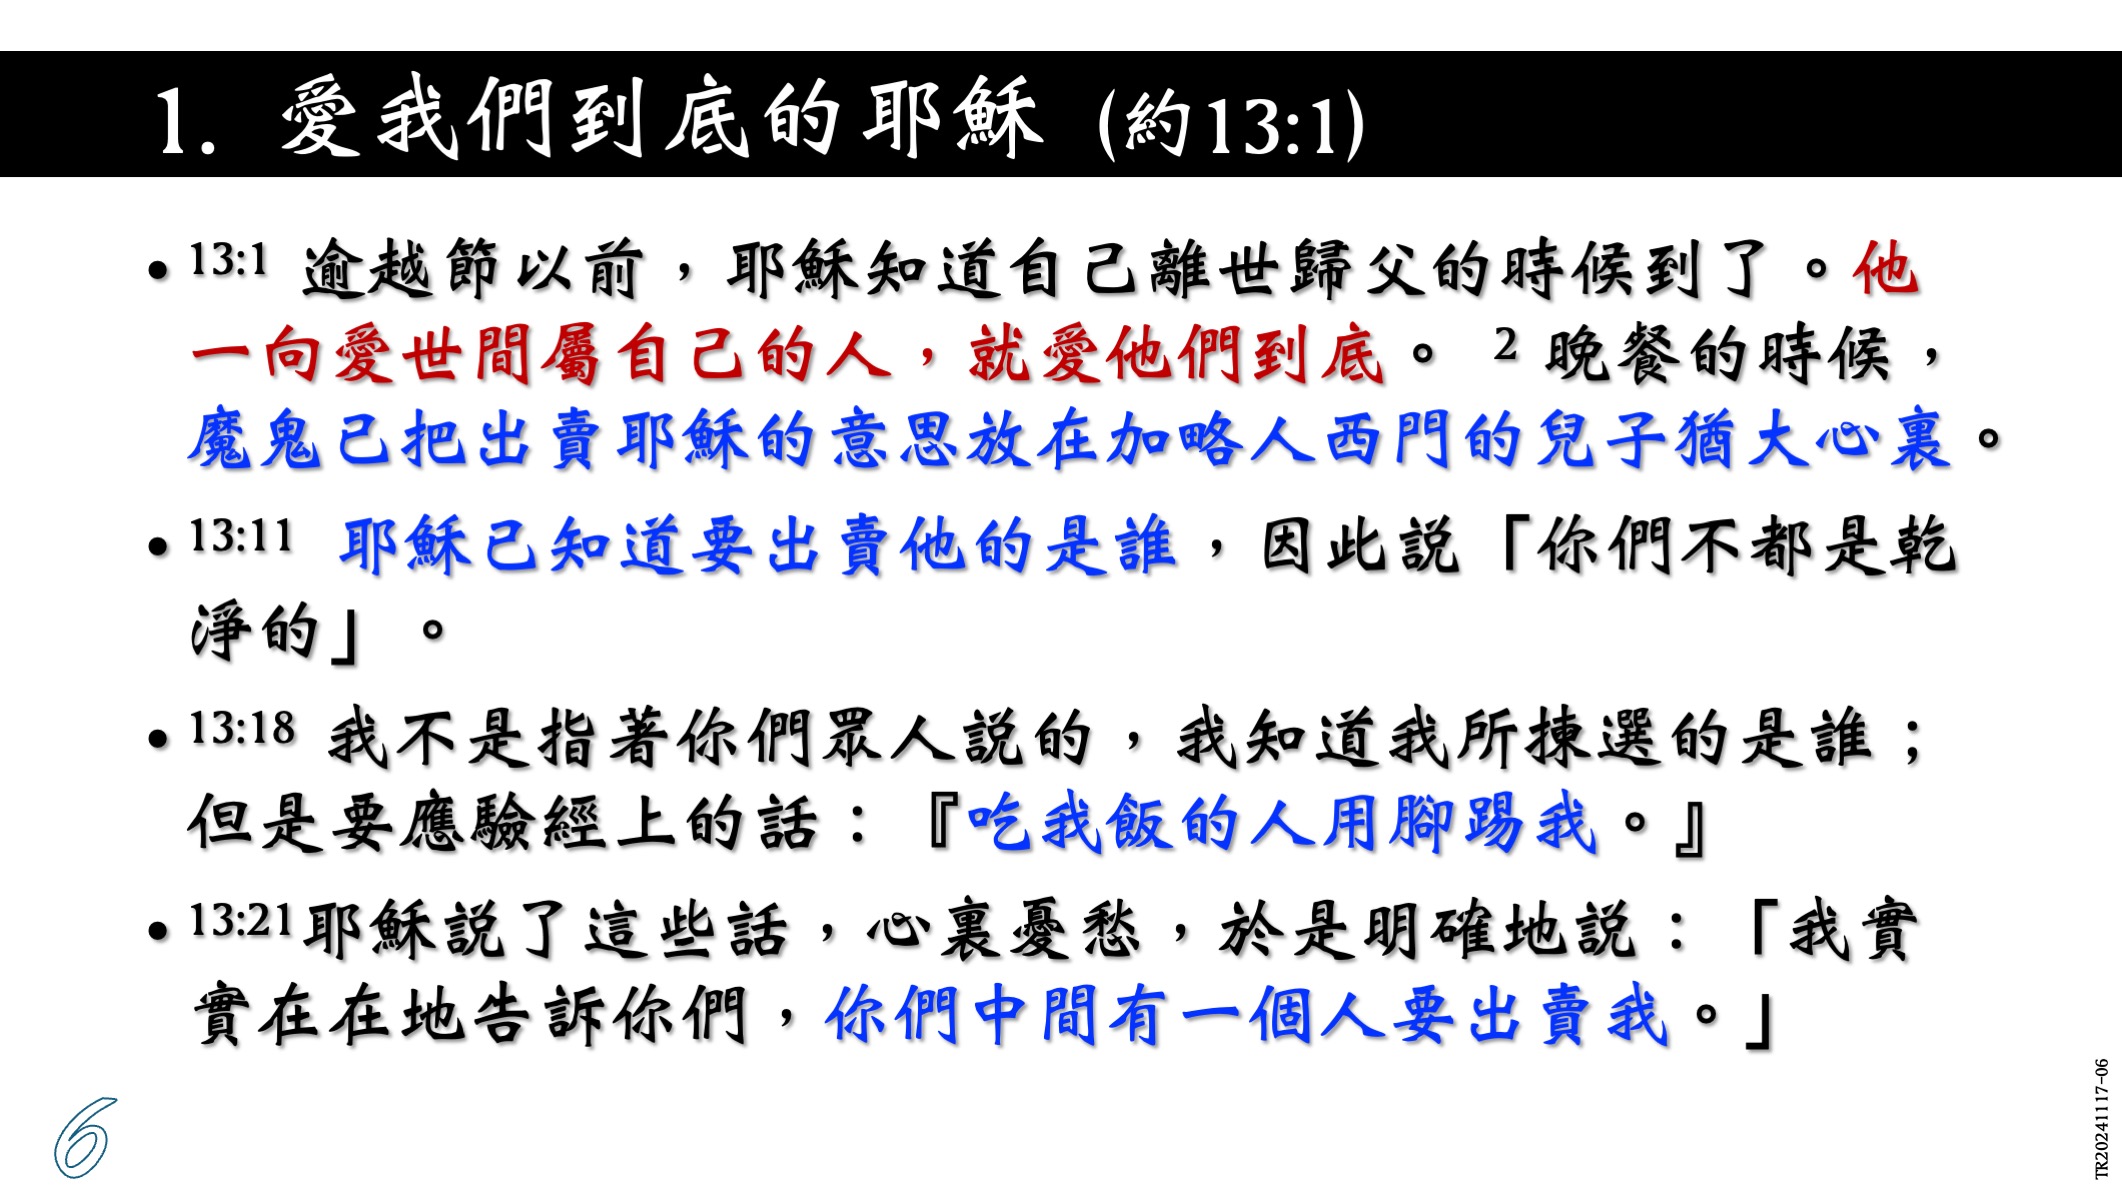 1. 愛我們到底的耶穌 (約13:1)
• 13:1 逾越節以前，耶穌知道自己離世歸父的時候到了。他
一向愛世間屬自己的人，就愛他們到底。 2 晚餐的時候，
魔鬼已把出賣耶穌的意思放在加略人西門的兒子猶大心裏。
• 13:11 耶穌已知道要出賣他的是誰，因此說「你們不都是乾
淨的」。
• 13:18 我不是指著你們眾人説的，我知道我所揀選的是誰；
但是要應驗經上的話：『吃我飯的人用腳踢我。』
• 13:21耶穌説了這些話，心裏憂愁，於是明確地説：「我實
實在在地告訴你們，你們中間有一個人要出賣我。」
6
TR20241117-06